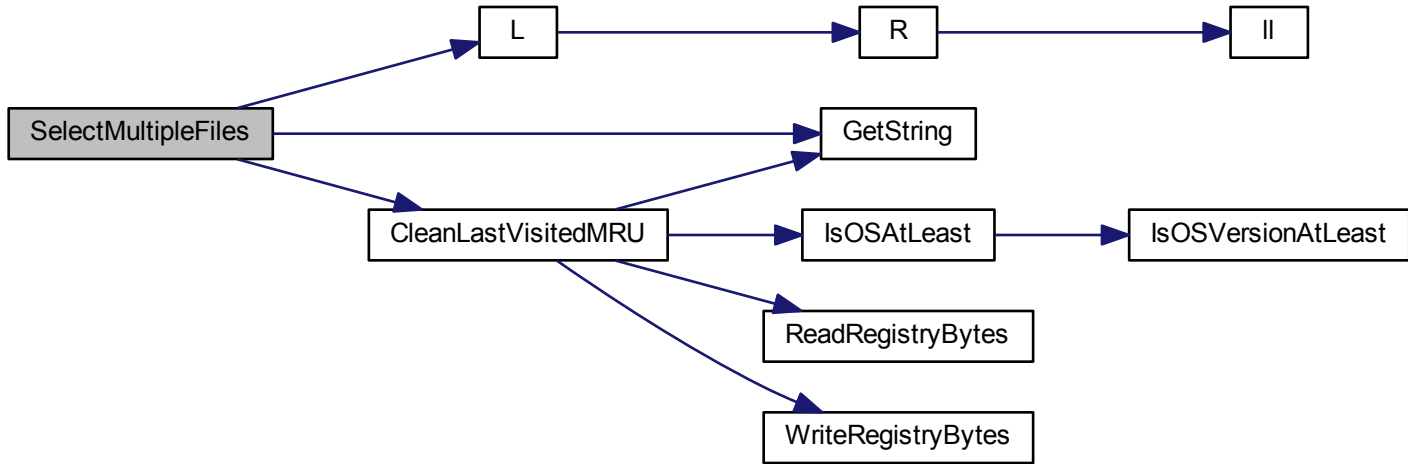 L
R
ll
SelectMultipleFiles
GetString
CleanLastVisitedMRU
IsOSAtLeast
IsOSVersionAtLeast
ReadRegistryBytes
WriteRegistryBytes